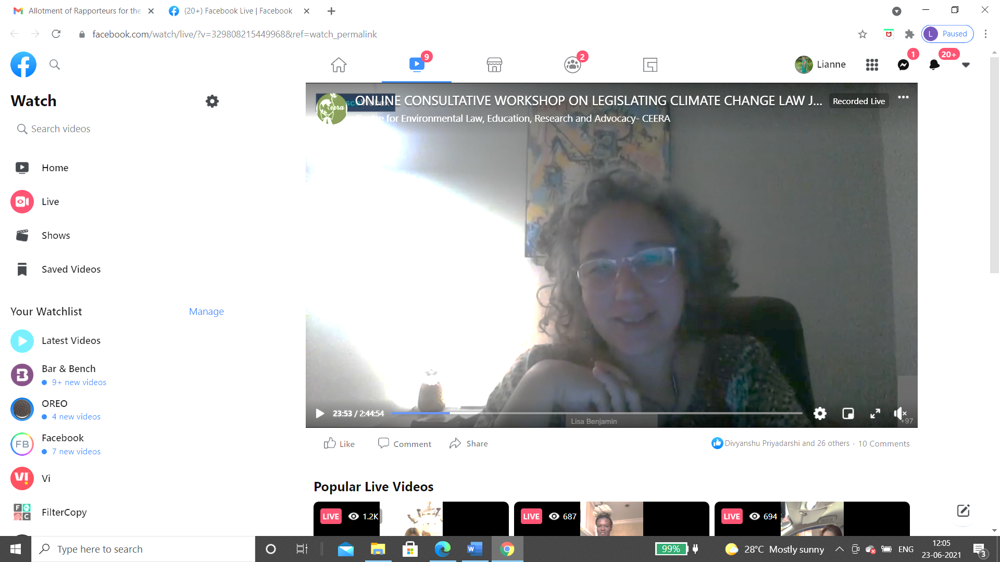 Allotment of Rapporteurs for the
(20+) Facebook Live | Facebook
facebook.com/watch/live/?v=329808215449968&ref=watch_permalink
L Paused
9
2
Lianne
1
20+
Watch
Search videos
Home
Live
Shows
Saved Videos
Your Watchlist
Manage
Latest Videos
Bar & Bench
9+ new videos
OREO
4 new videos
FB
Facebook
7 new videos
Vi
FilterCopy
ceera
ONLINE CONSULTATIVE WORKSHOP ON LEGISLATING CLIMATE CHANGE LAW J...
Recorded Live
for Environmental Law, Education, Research and Advocacy- CEERA
23:53 / 2:44:54
Lisa Benjamin
+97
Like
Comment
Share
Divyanshu Priyadarshi and 26 others · 10 Comments
Popular Live Videos
LIVE 1.2K
LIVE 687
LIVE 694
Type here to search
99%
28°C Mostly sunny
ENG
12:05
23-06-2021
3